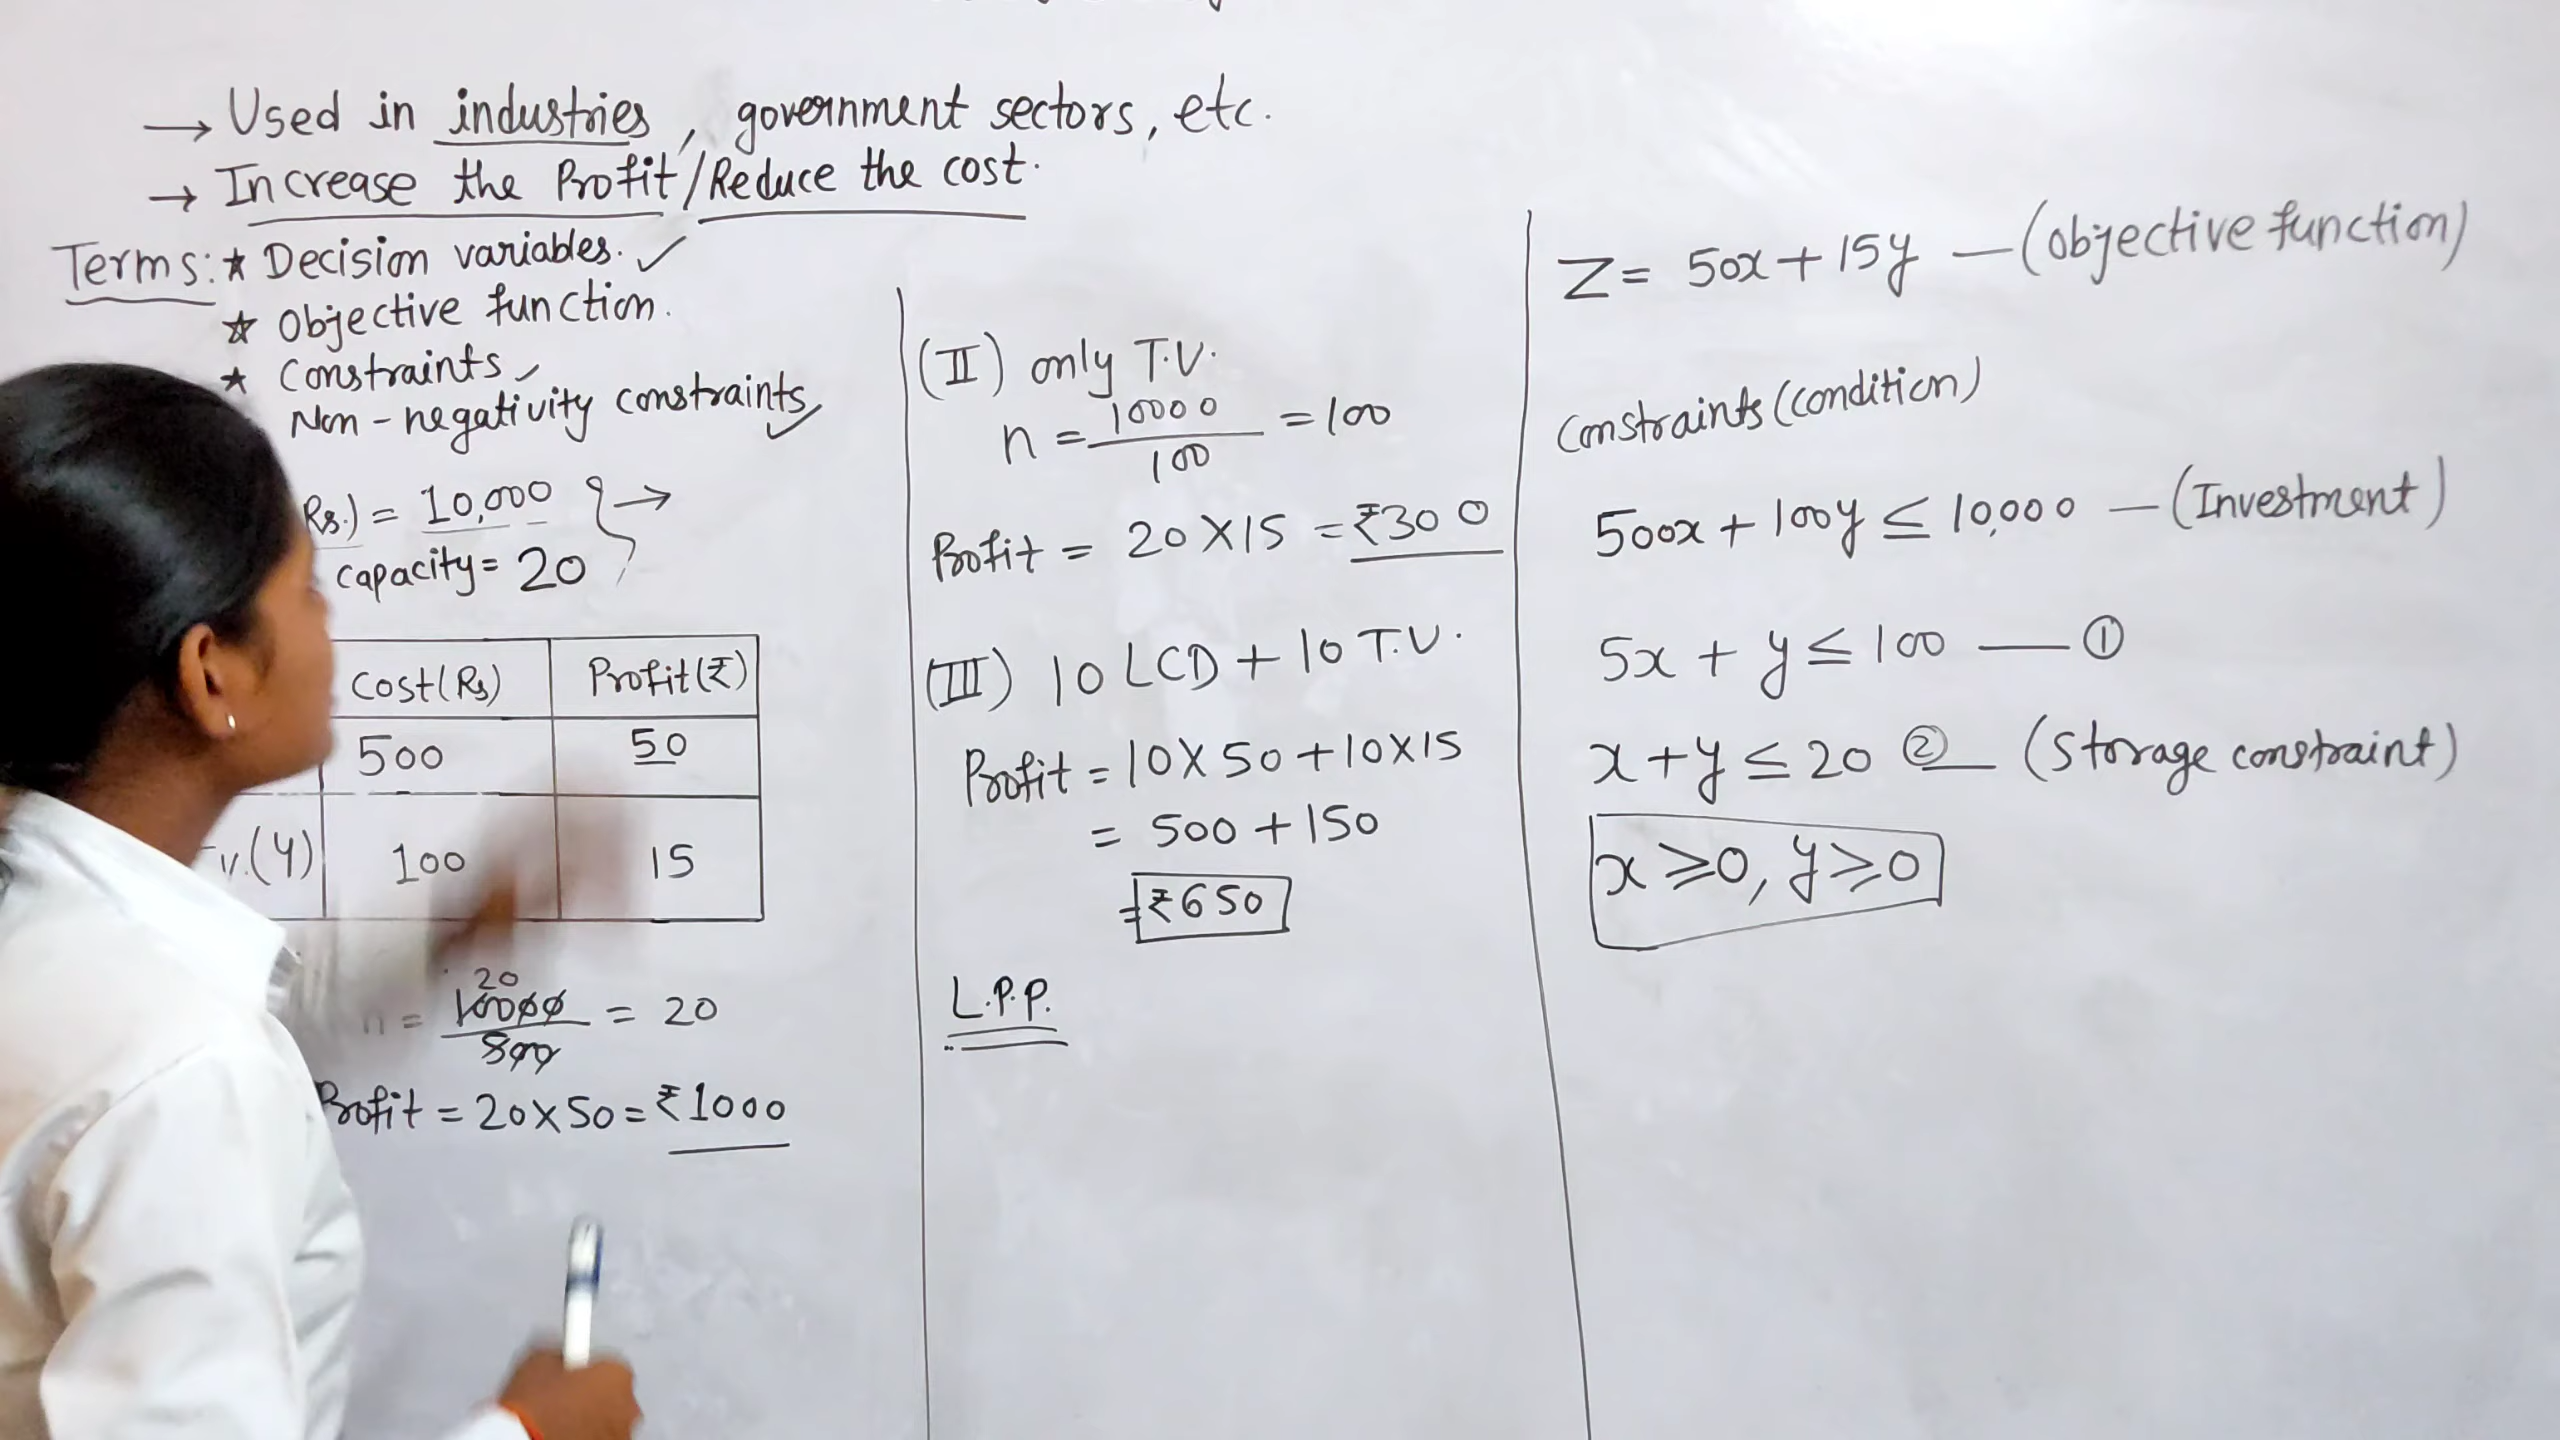 → Used in industries, government sectors, etc.
→ Increase the Profit/Reduce the cost.
Terms: ★ Decision variables. ✓
★ Objective function.
★ Constraints ✓
Non-negativity constraints ✓
Rs.) = 10,000 } →
capacity = 20
Cost(Rs) Profit(₹)
500 50
T.V.(y) 100 15
20
n = 10000/500 = 20
Profit = 20×50 = ₹1000
(II) only T.V.
n = 10000/100 = 100
Profit = 20×15 = ₹300
(III) 10 LCD + 10 T.V.
Profit = 10×50+10×15
= 500+150
= ₹650
L.P.P.
Z = 50x+15y —(objective function)
constraints(condition)
500x+100y ≤ 10,000 —(Investment)
5x + y ≤ 100 — ①
x+y ≤ 20 ②— (Storage constraint)
x≥0, y≥0